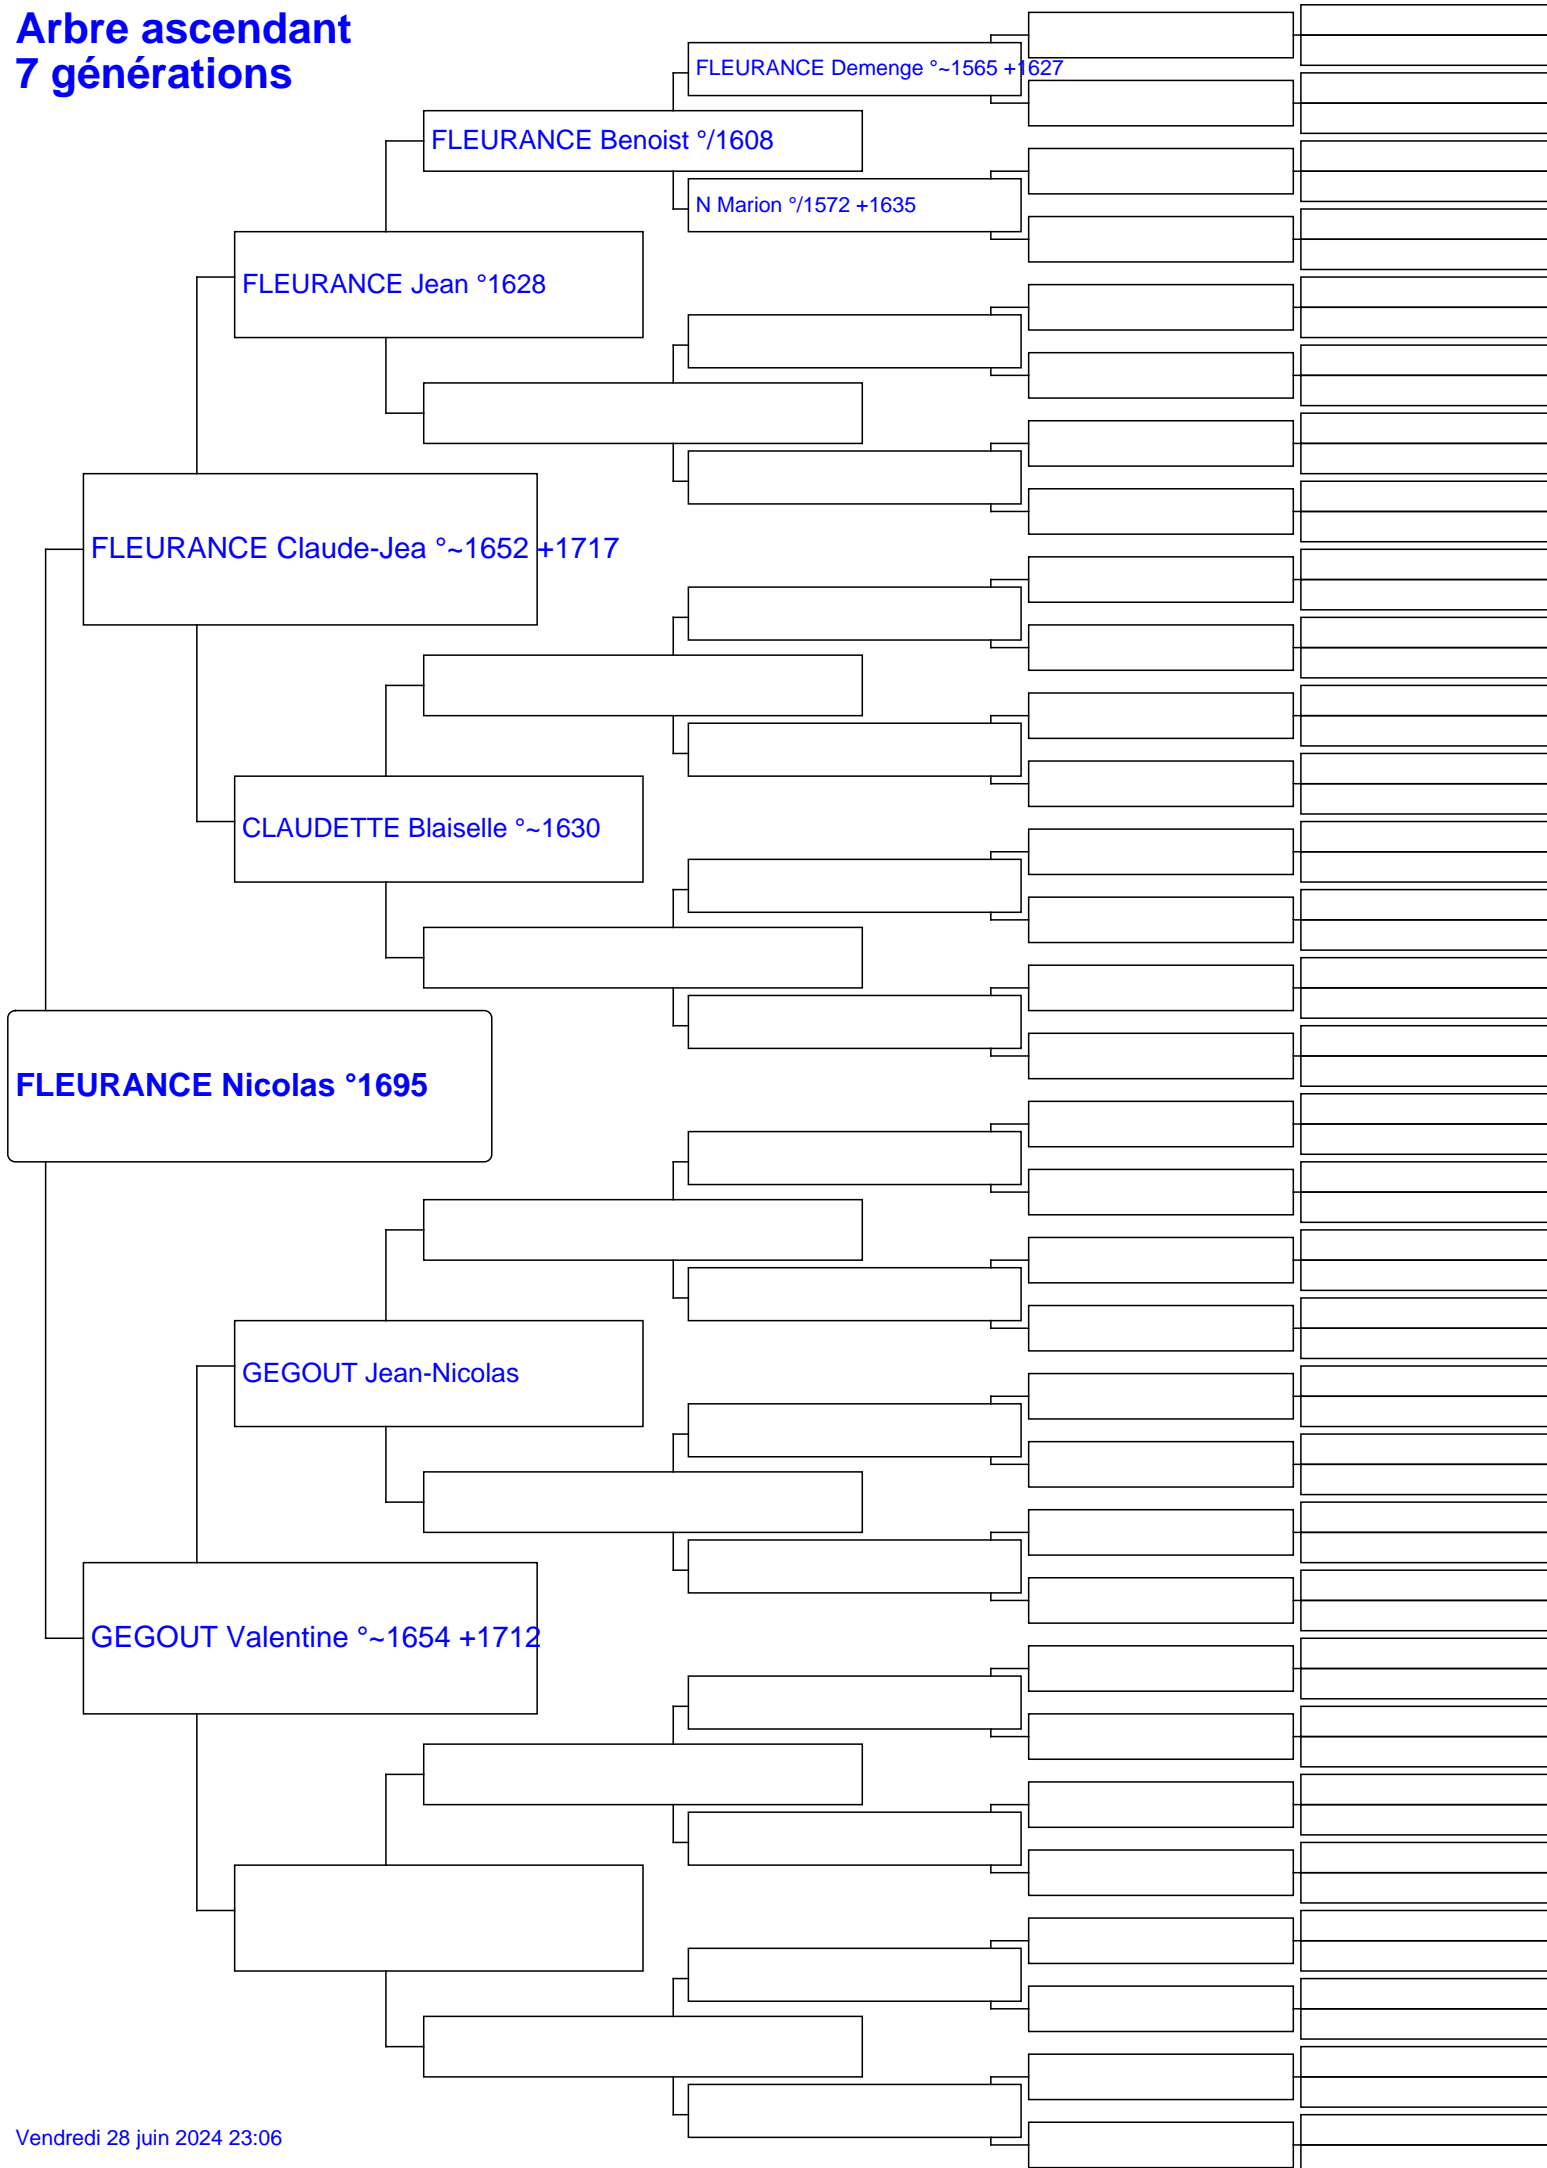 Arbre ascendant
7 générations
FLEURANCE Demenge °~1565 +1627
FLEURANCE Benoist °/1608
N Marion °/1572 +1635
FLEURANCE Jean °1628
FLEURANCE Claude-Jea °~1652 +1717
CLAUDETTE Blaiselle °~1630
FLEURANCE Nicolas °1695
GEGOUT Jean-Nicolas
GEGOUT Valentine °~1654 +1712
Vendredi 28 juin 2024 23:06